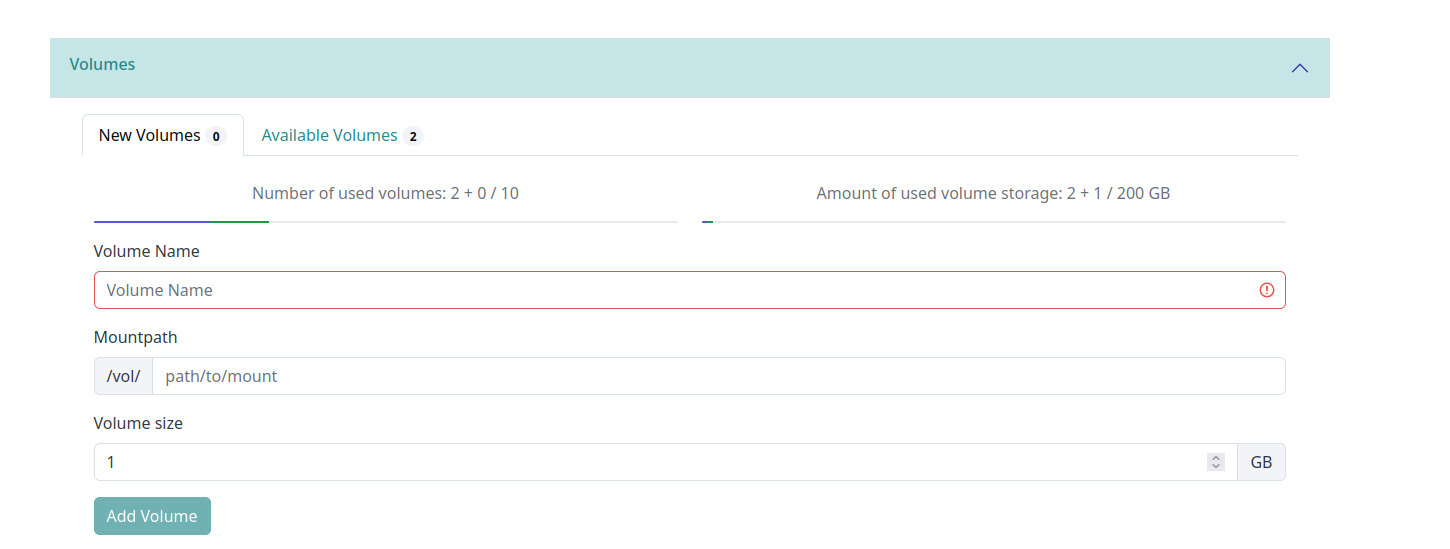 Volumes
New Volumes 0 Available Volumes 2
Number of used volumes: 2 + 0 / 10 Amount of used volume storage: 2 + 1 / 200 GB
Volume Name
Volume Name
Mountpath
/vol/ path/to/mount
Volume size
1 GB
Add Volume